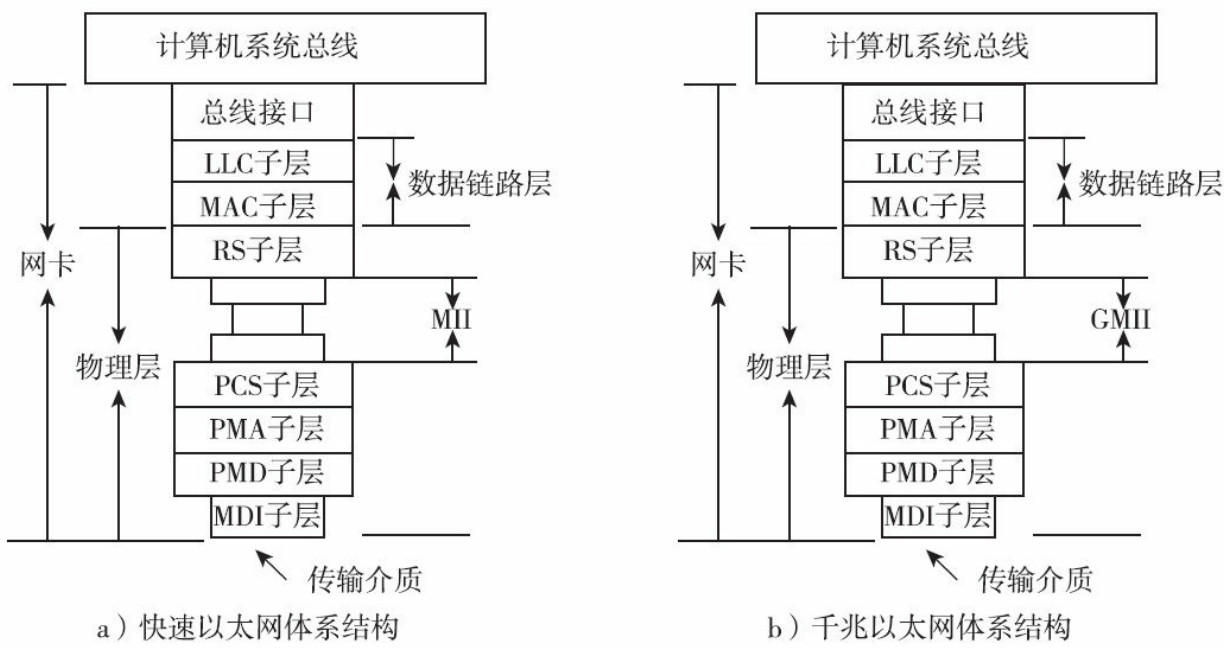 计算机系统总线
总线接口
LLC子层
数据链路层
MAC子层
RS子层
网卡
MII
物理层
PCS子层
PMA子层
PMD子层
MDI子层
传输介质
a）快速以太网体系结构
计算机系统总线
总线接口
LLC子层
数据链路层
MAC子层
RS子层
网卡
GMII
物理层
PCS子层
PMA子层
PMD子层
MDI子层
传输介质
b）千兆以太网体系结构